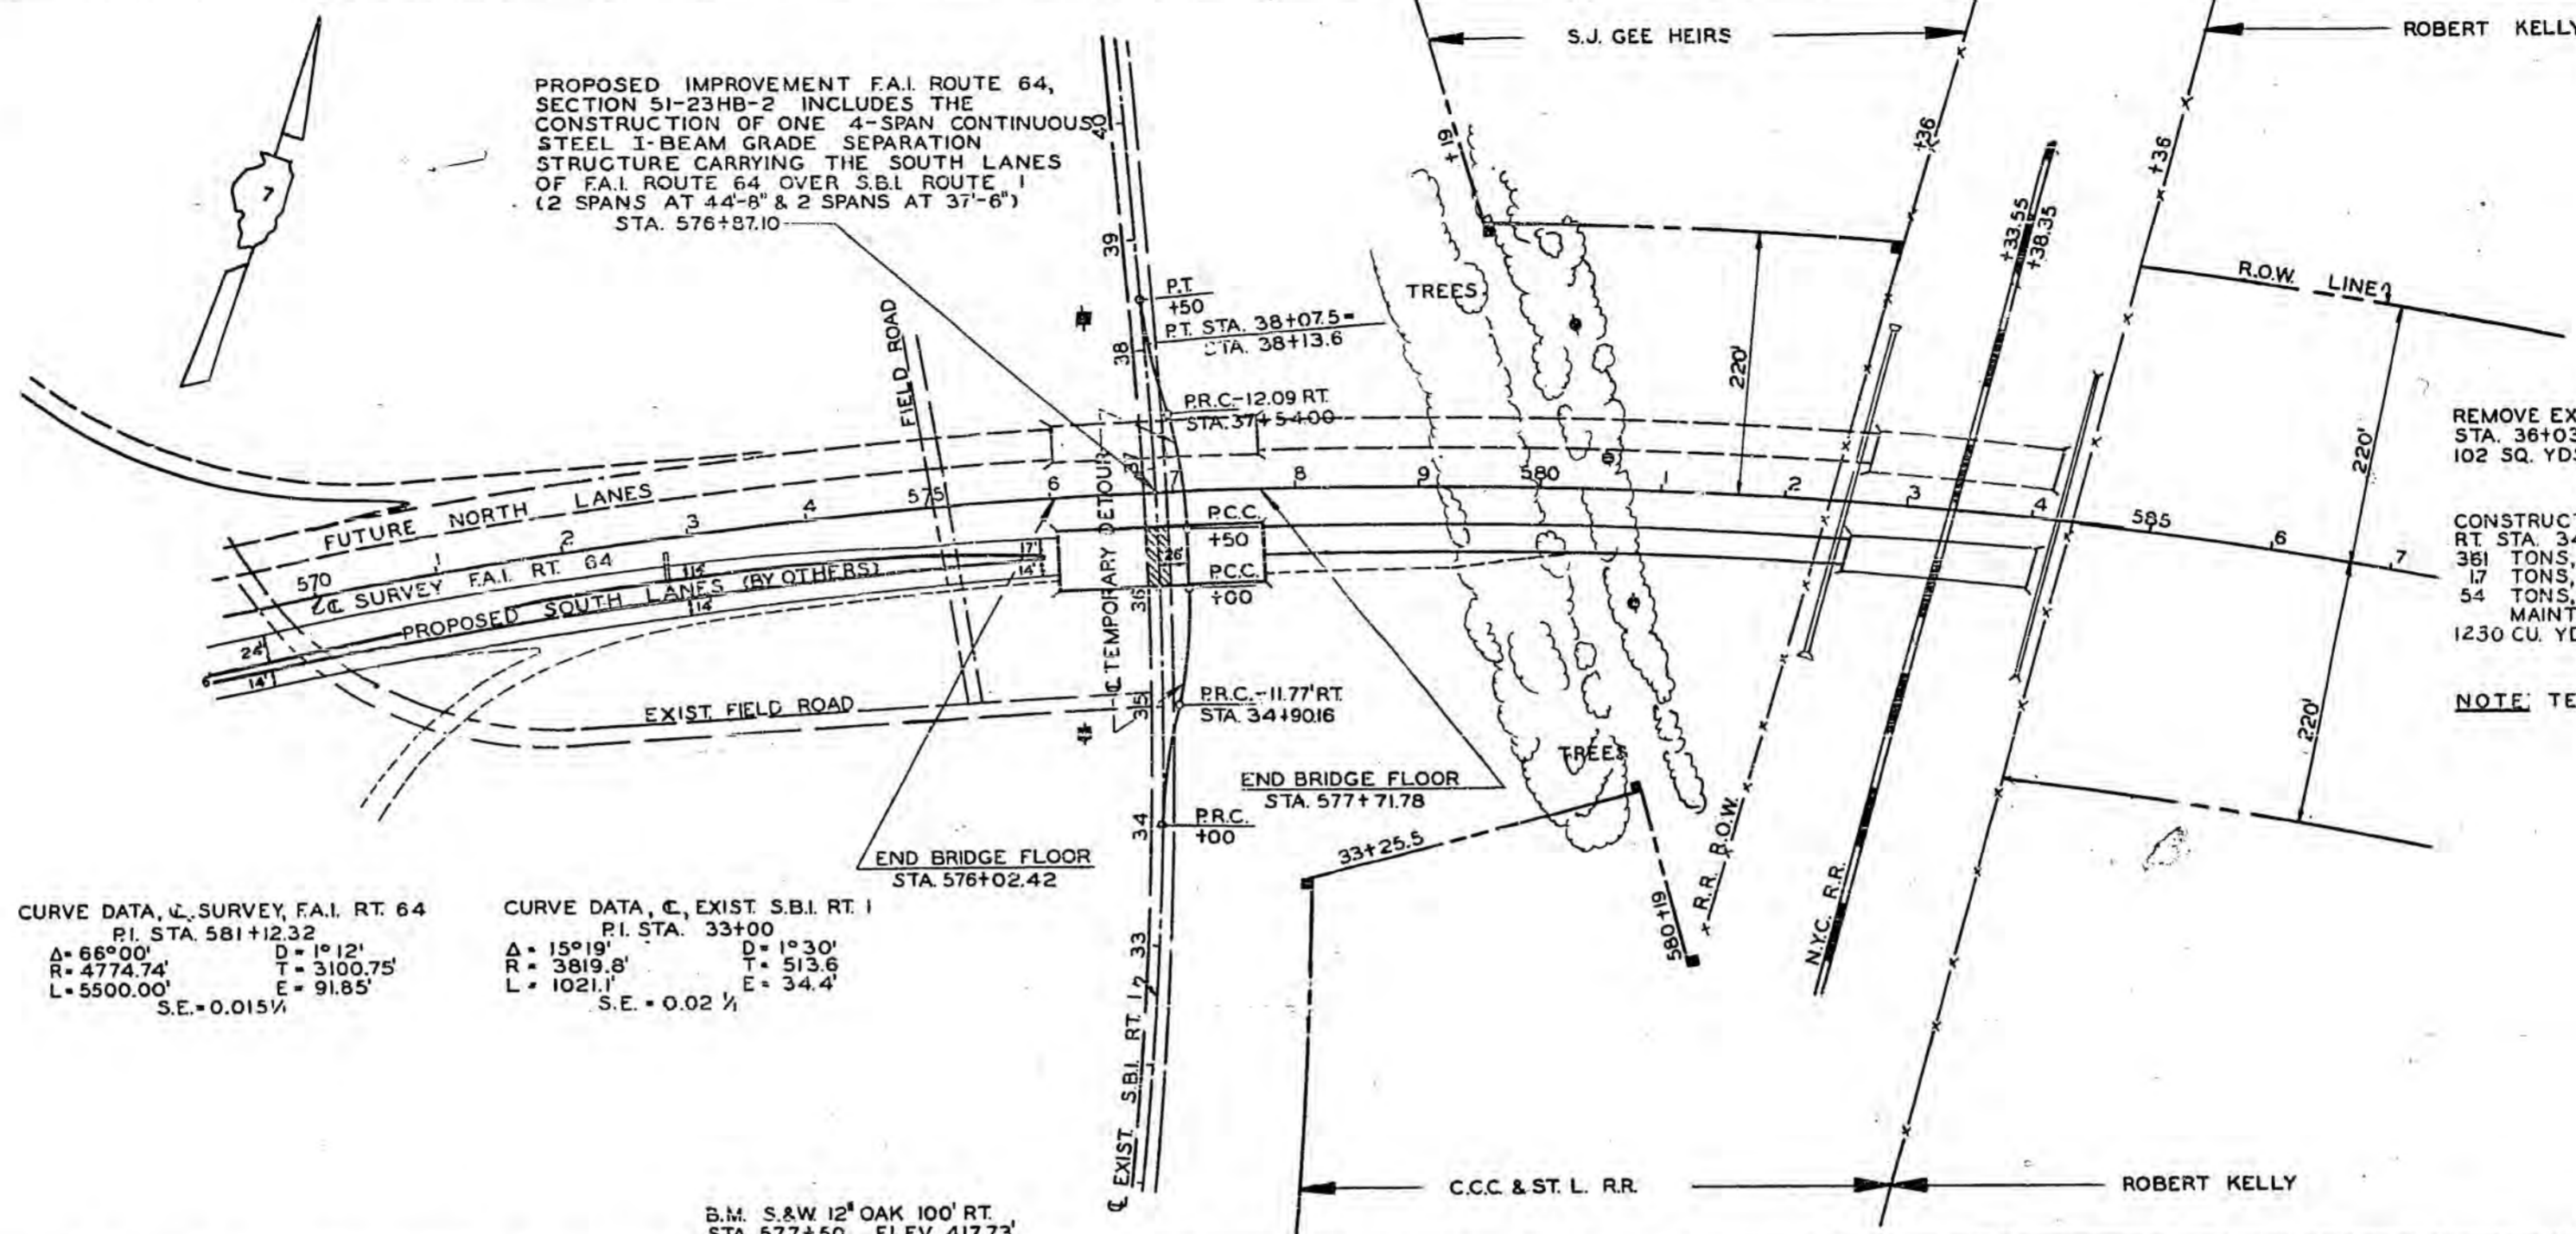 S.J. GEE HEIRS
ROBERT KELLY
PROPOSED IMPROVEMENT F.A.I. ROUTE 64,
SECTION 51-23HB-2 INCLUDES THE
CONSTRUCTION OF ONE 4-SPAN CONTINUOUS
STEEL I-BEAM GRADE SEPARATION
STRUCTURE CARRYING THE SOUTH LANES
OF F.A.I. ROUTE 64 OVER S.B.I. ROUTE 1
(2 SPANS AT 44'-8" & 2 SPANS AT 37'-6")
STA. 576+87.10
7
40
39
38
37
36
35
34
33
P.T.
+50
P.T. STA. 38+07.5=
STA. 38+13.6
P.R.C.-12.09 RT.
STA. 37+54.00
+19
+36
+33.55
+38.35
+36
TREES
220'
R.O.W. LINE
220'
220'
FIELD ROAD
FUTURE NORTH LANES
570
1
2
3
4
575
6
7
8
9
580
1
2
3
4
585
6
7
℄ SURVEY F.A.I. RT. 64
PROPOSED SOUTH LANES (BY OTHERS)
24'
14'
6
14'
17'
14'
26'
℄ TEMPORARY DETOUR
P.C.C.
+50
P.C.C.
+00
EXIST. FIELD ROAD
P.R.C.-11.77' RT.
STA. 34+90.16
P.R.C.
+00
TREES
END BRIDGE FLOOR
STA. 577+71.78
END BRIDGE FLOOR
STA. 576+02.42
33+25.5
580+19
R.R. R.O.W.
N.Y.C. R.R.
REMOVE EX
STA. 36+03
102 SQ. YDS
CONSTRUCT
RT. STA. 34
361 TONS,
17 TONS,
54 TONS,
MAINT
1230 CU. YD
NOTE: TE
CURVE DATA, ℄ SURVEY, F.A.I. RT. 64
P.I. STA. 581+12.32
Δ= 66°00' D= 1°12'
R= 4774.74' T= 3100.75'
L= 5500.00' E= 91.85'
S.E.= 0.015 1/1
CURVE DATA, ℄, EXIST. S.B.I. RT. 1
P.I. STA. 33+00
Δ= 15°19' D= 1°30'
R= 3819.8' T= 513.6
L= 1021.1' E= 34.4'
S.E. = 0.02 1/1
℄ EXIST. S.B.I. RT. 1
C.C.C. & ST. L. R.R.
ROBERT KELLY
B.M. S.&W. 12" OAK 100' RT.
STA. 577+50 ELEV. 417.73'